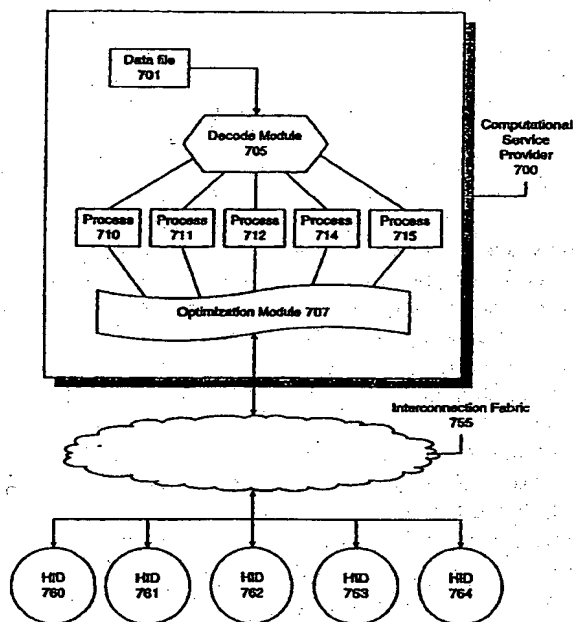 Data file
701
Decode Module
705
Computational
Service
Provider
700
Process
710
Process
711
Process
712
Process
714
Process
715
Optimization Module 707
Interconnection Fabric
755
HID
760
HID
761
HID
762
HID
763
HID
764